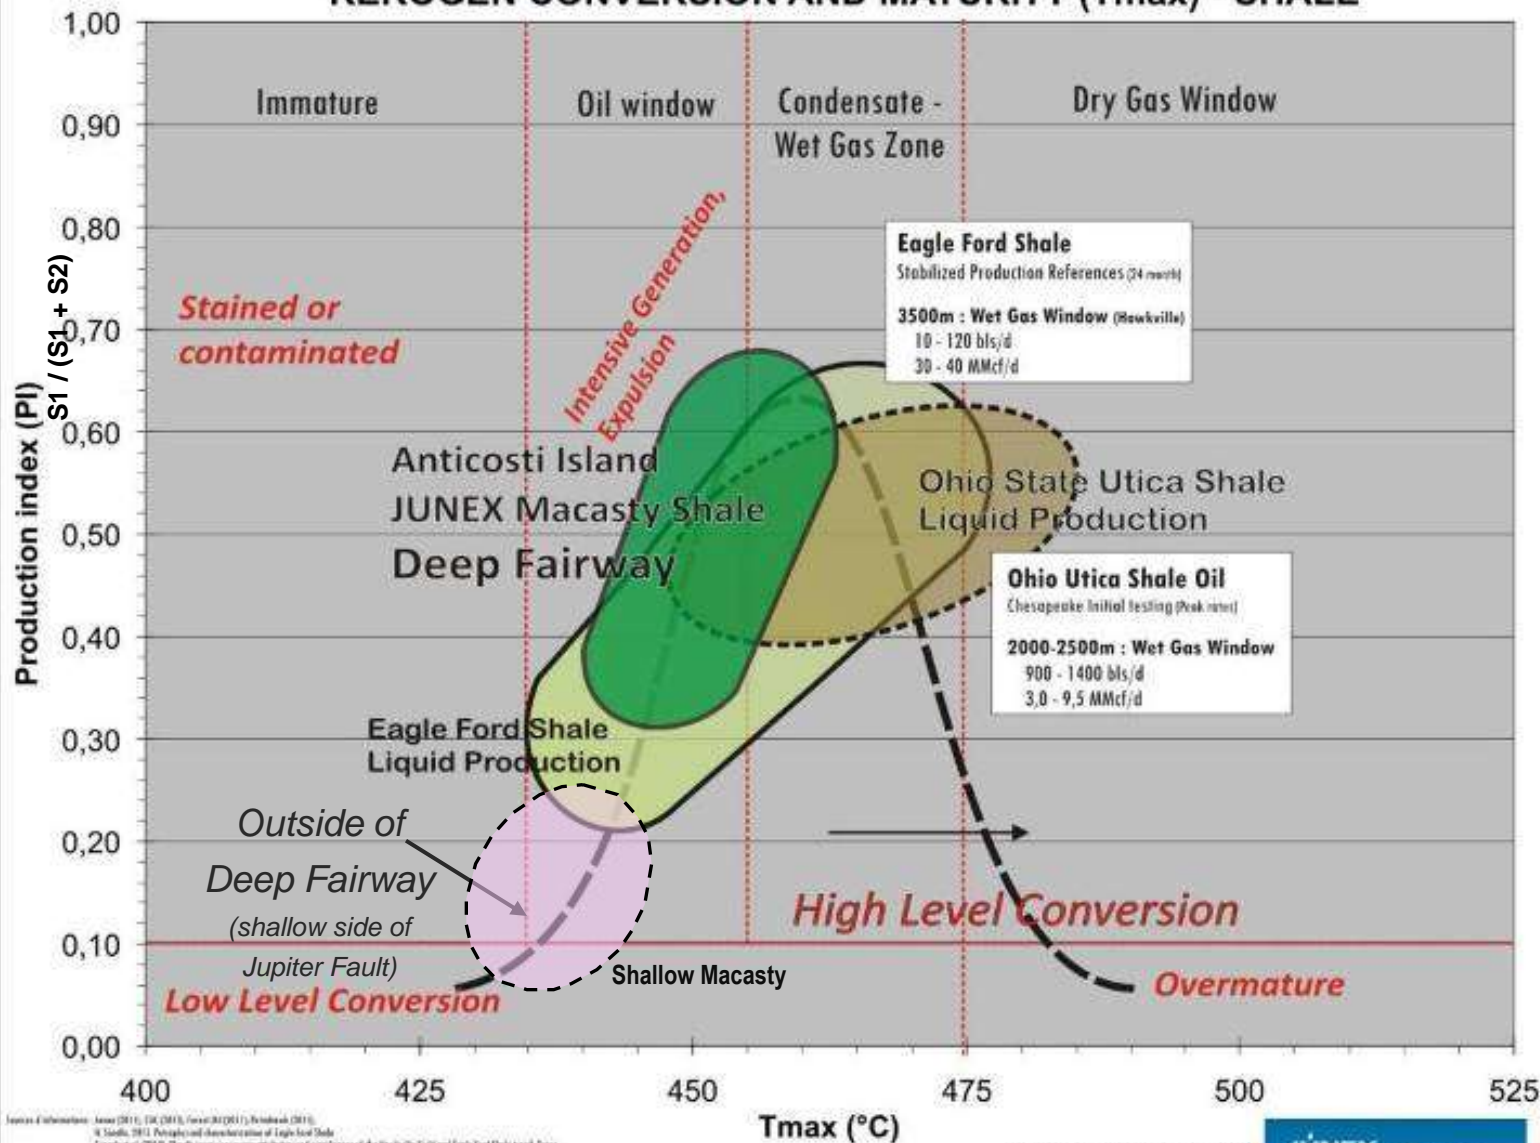 KEROGEN CONVERSION AND MATURITY (Tmax) - SHALE
1,00
0,90
0,80
0,70
0,60
0,50
0,40
0,30
0,20
0,10
0,00
Production index (PI)
S1 / (S1 + S2)
Immature
Oil window
Condensate -
Wet Gas Zone
Dry Gas Window
Stained or
contaminated
Intensive Generation,
Expulsion
Eagle Ford Shale
Stabilized Production References (24 month)
3500m : Wet Gas Window (Hawkville)
10 - 120 bls/d
30 - 40 MMcf/d
Anticosti Island
JUNEX Macasty Shale
Deep Fairway
Ohio State Utica Shale
Liquid Production
Ohio Utica Shale Oil
Chesapeake Initial testing (Peak rates)
2000-2500m : Wet Gas Window
900 - 1400 bls/d
3,0 - 9,5 MMcf/d
Eagle Ford Shale
Liquid Production
Outside of
Deep Fairway
(shallow side of
Jupiter Fault)
High Level Conversion
Shallow Macasty
Low Level Conversion
Overmature
400
425
450
475
500
525
Tmax (°C)